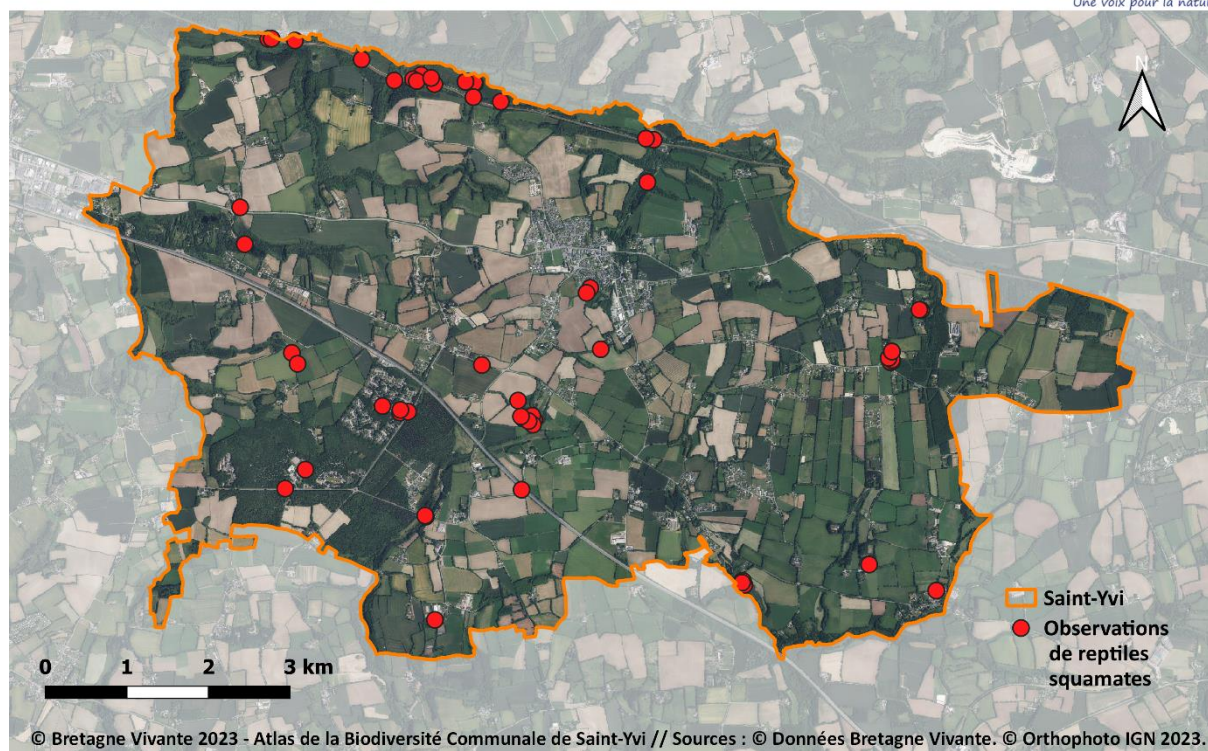 Une voix pour la natur
N
Saint-Yvi
Observations
de reptiles
squamates
0 1 2 3 km
© Bretagne Vivante 2023 - Atlas de la Biodiversité Communale de Saint-Yvi // Sources : © Données Bretagne Vivante. © Orthophoto IGN 2023.